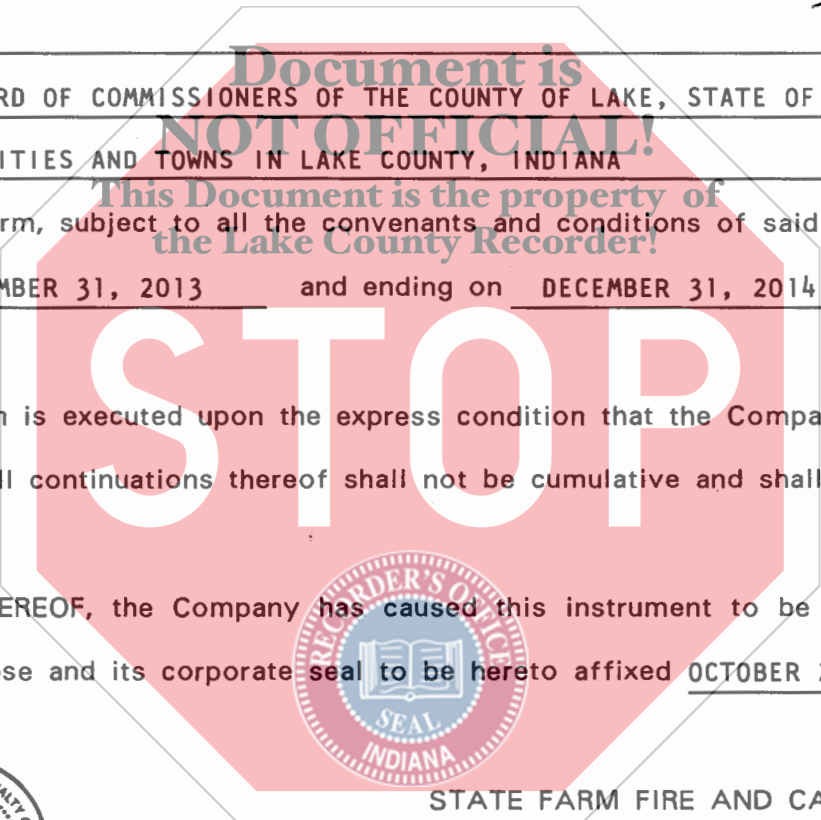 Document is
RD OF COMMISSIONERS OF THE COUNTY OF LAKE, STATE OF
NOT OFFICIAL!
ITIES AND TOWNS IN LAKE COUNTY, INDIANA
This Document is the property of
rm, subject to all the convenants and conditions of said
the Lake County Recorder!
MBER 31, 2013 and ending on DECEMBER 31, 2014
STOP
is executed upon the express condition that the Compa
ll continuations thereof shall not be cumulative and shall
RECORDER'S OFFICE
EREOF, the Company has caused this instrument to be
se and its corporate seal to be hereto affixed OCTOBER
SEAL
INDIANA
STATE FARM FIRE AND CA